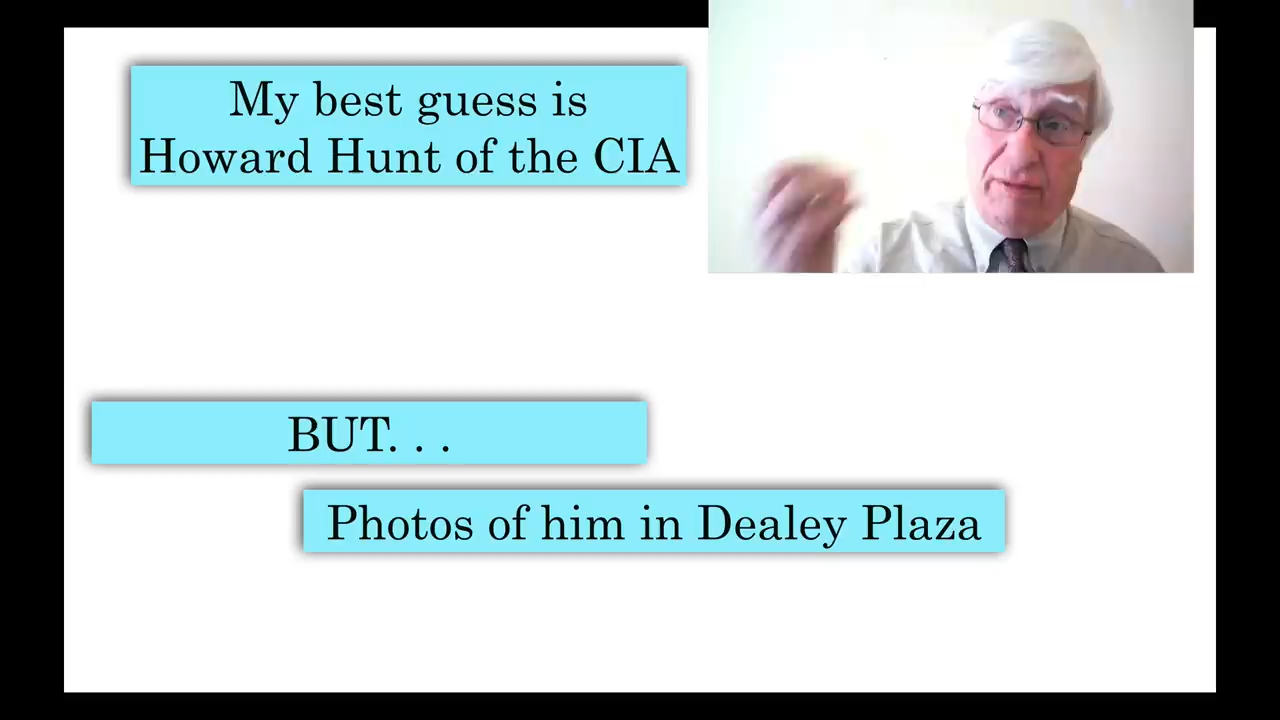 My best guess is
Howard Hunt of the CIA
BUT. . .
Photos of him in Dealey Plaza